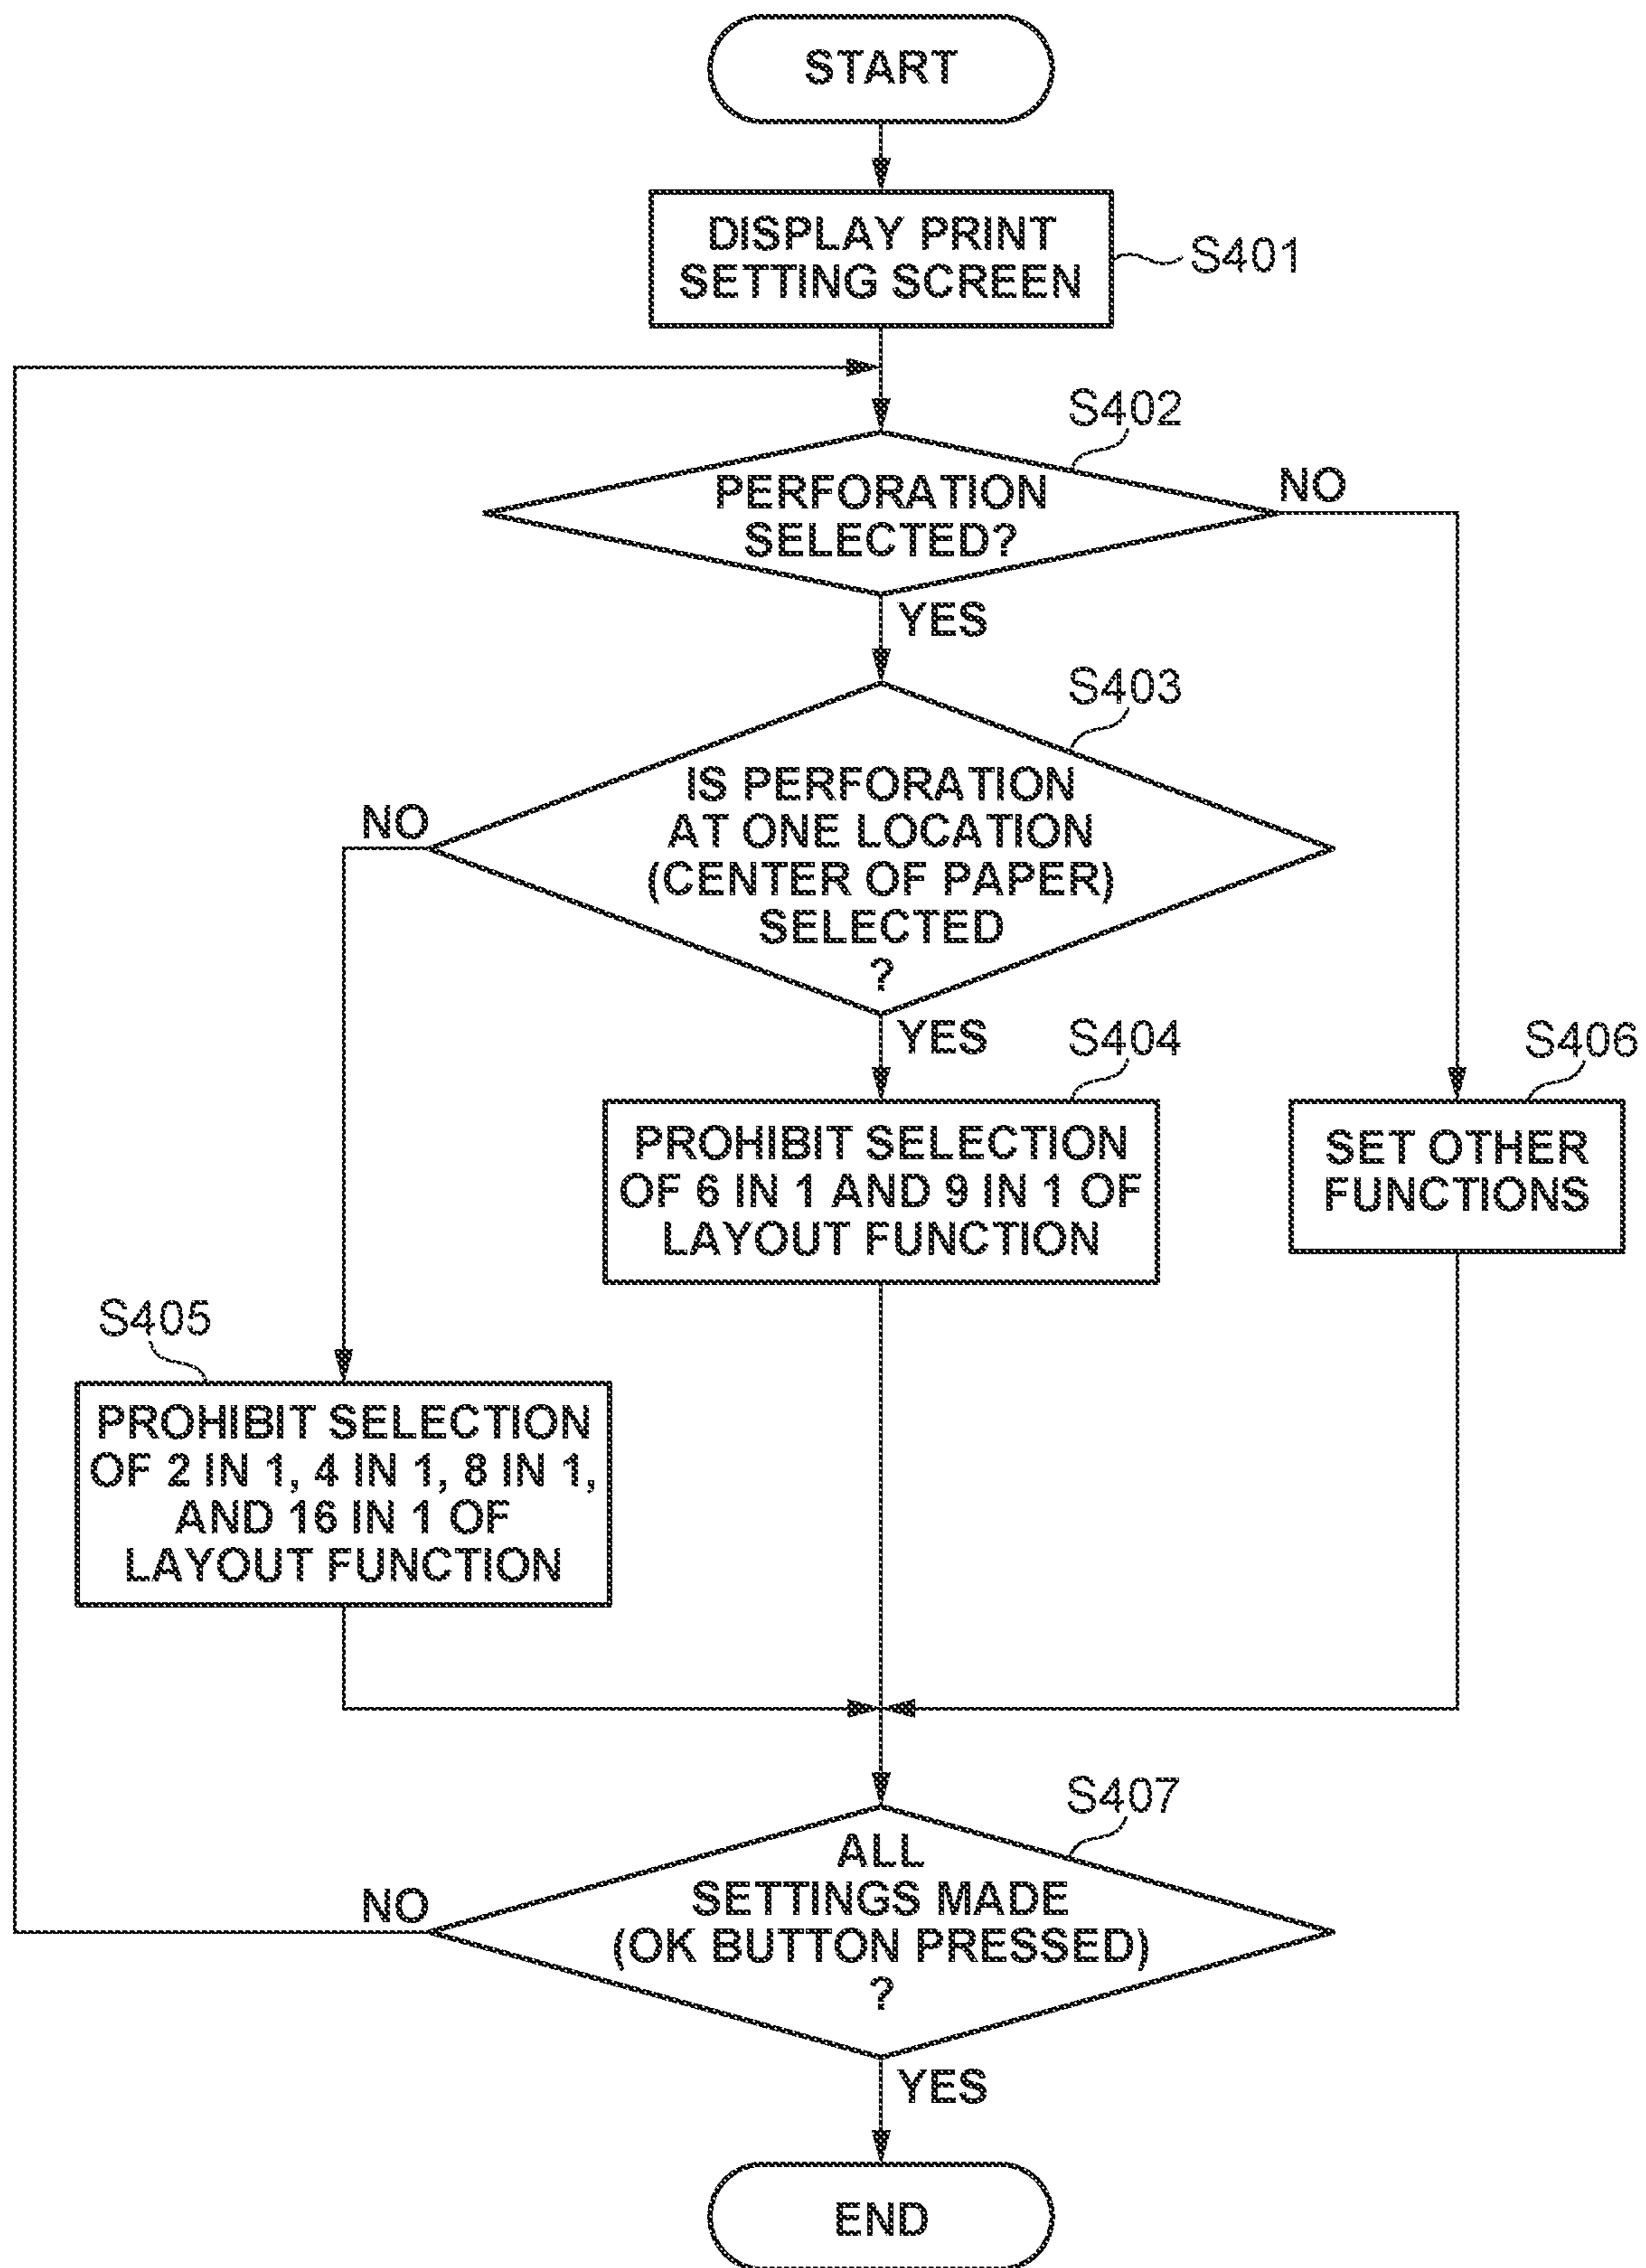 START
DISPLAY PRINT
SETTING SCREEN
S401
S402
PERFORATION
SELECTED?
NO
YES
S403
IS PERFORATION
AT ONE LOCATION
(CENTER OF PAPER)
SELECTED
?
NO
YES
S404
PROHIBIT SELECTION
OF 6 IN 1 AND 9 IN 1 OF
LAYOUT FUNCTION
S406
SET OTHER
FUNCTIONS
S405
PROHIBIT SELECTION
OF 2 IN 1, 4 IN 1, 8 IN 1,
AND 16 IN 1 OF
LAYOUT FUNCTION
S407
ALL
SETTINGS MADE
(OK BUTTON PRESSED)
?
NO
YES
END